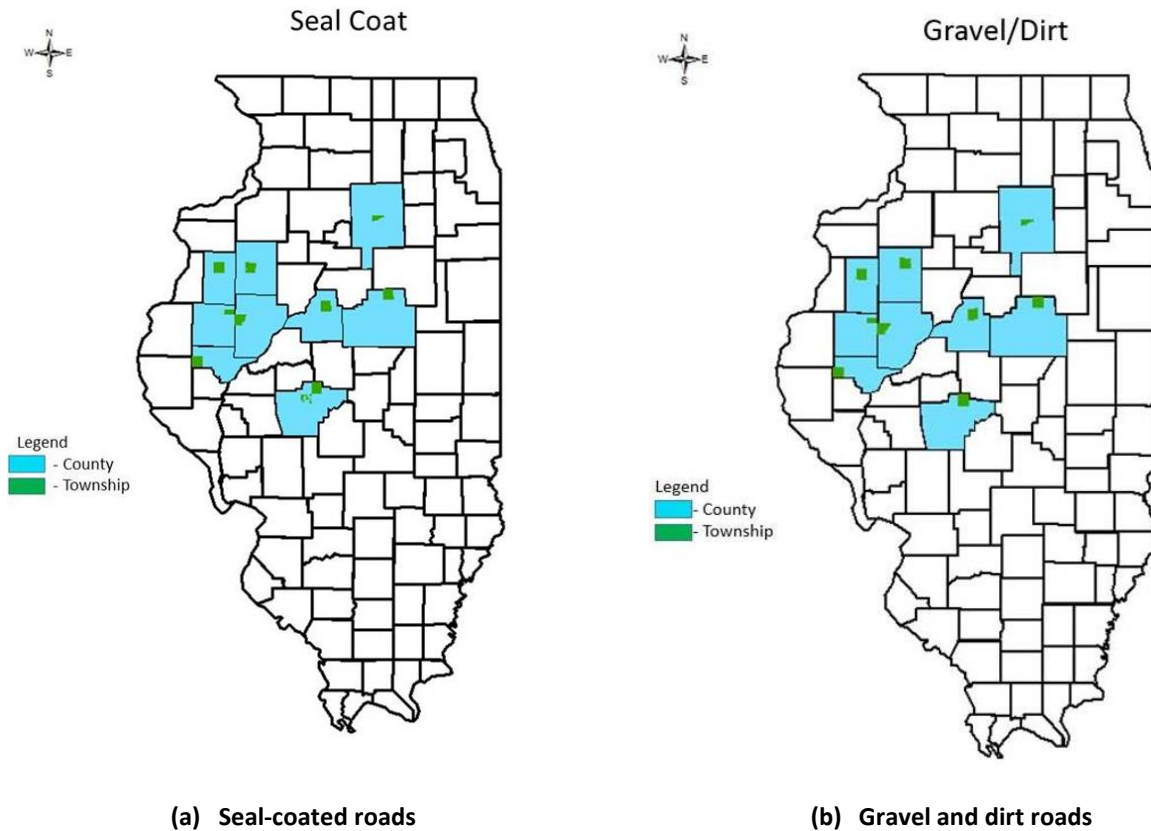 Seal Coat
N
W E
S
Legend
- County
- Township
(a) Seal-coated roads
Gravel/Dirt
N
W E
S
Legend
- County
- Township
(b) Gravel and dirt roads